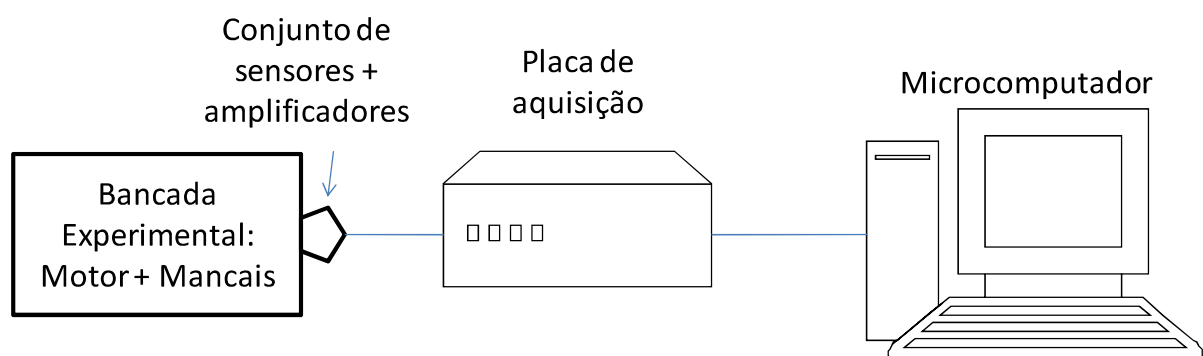 Conjunto de
sensores +
amplificadores
Placa de
aquisição
Microcomputador
Bancada
Experimental:
Motor + Mancais